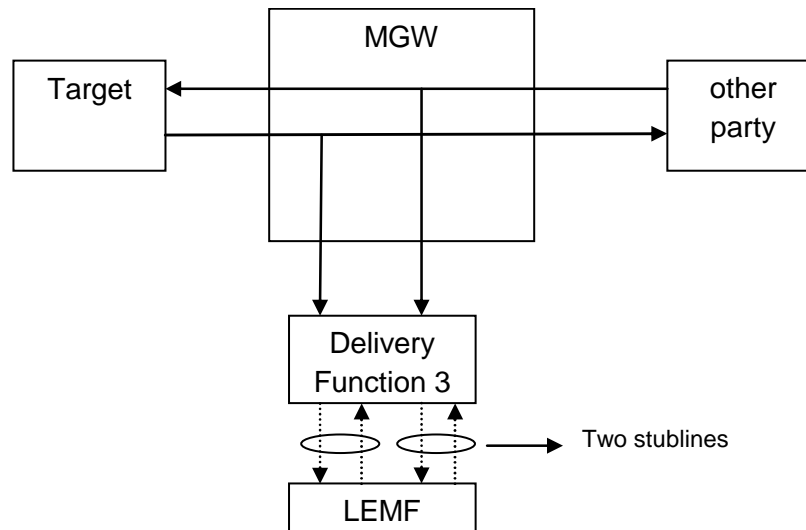 MGW
Target
other
party
Delivery
Function 3
Two stublines
LEMF